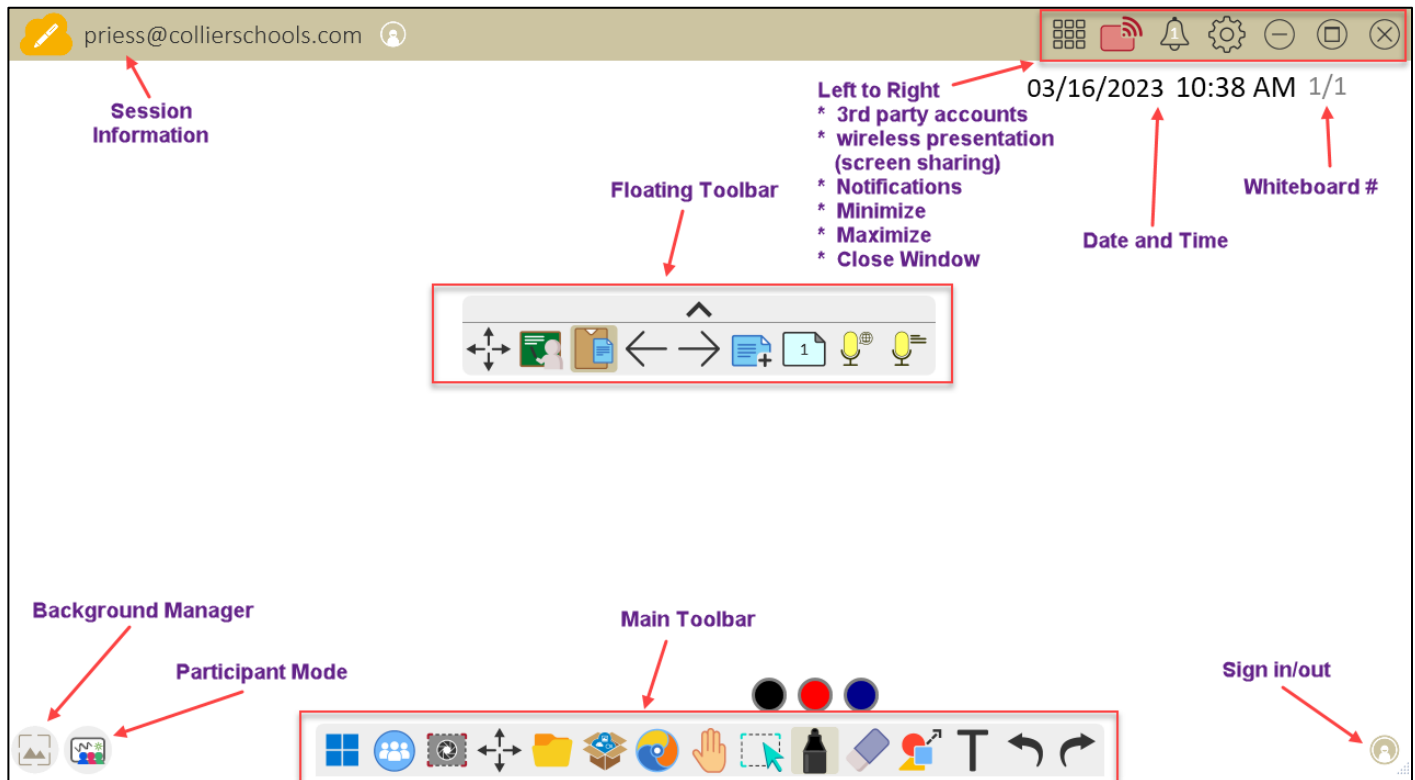 priess@collierschools.com
1
03/16/2023 10:38 AM 1/1
Session
Information
Left to Right
* 3rd party accounts
* wireless presentation
(screen sharing)
* Notifications
* Minimize
* Maximize
* Close Window
Whiteboard #
Date and Time
Floating Toolbar
1
Background Manager
Main Toolbar
Participant Mode
Sign in/out
T